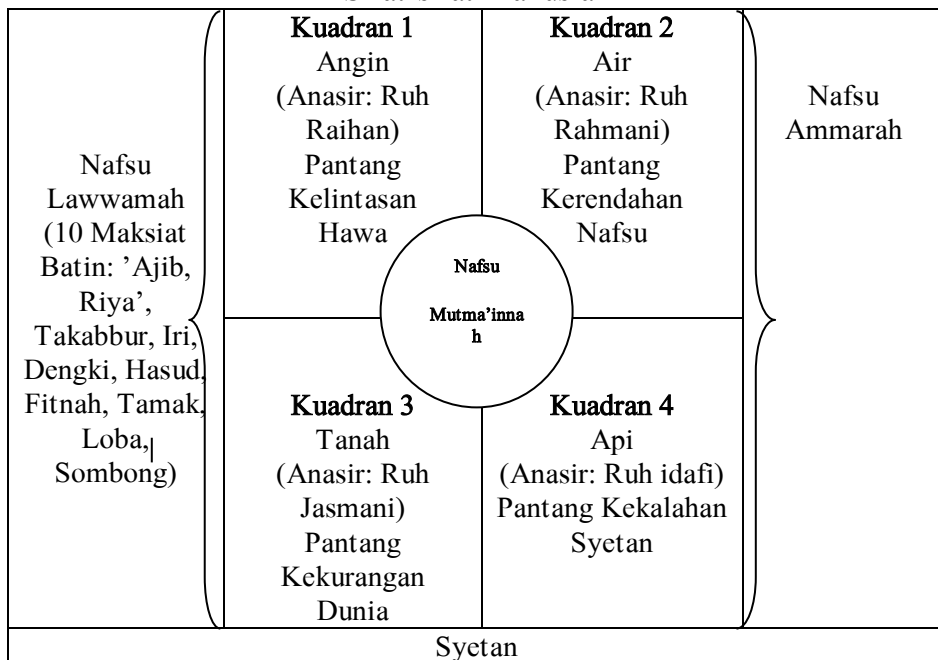 Nafsu
Lawwamah
(10 Maksiat
Batin: ’Ajib,
Riya’,
Takabbur, Iri,
Dengki, Hasud,
Fitnah, Tamak,
Loba,
Sombong)
Kuadran 1
Angin
(Anasir: Ruh
Raihan)
Pantang
Kelintasan
Hawa
Kuadran 2
Air
(Anasir: Ruh
Rahmani)
Pantang
Kerendahan
Nafsu
Nafsu
Ammarah
Nafsu
Mutma’inna
h
Kuadran 3
Tanah
(Anasir: Ruh
Jasmani)
Pantang
Kekurangan
Dunia
Kuadran 4
Api
(Anasir: Ruh idafi)
Pantang Kekalahan
Syetan
Syetan